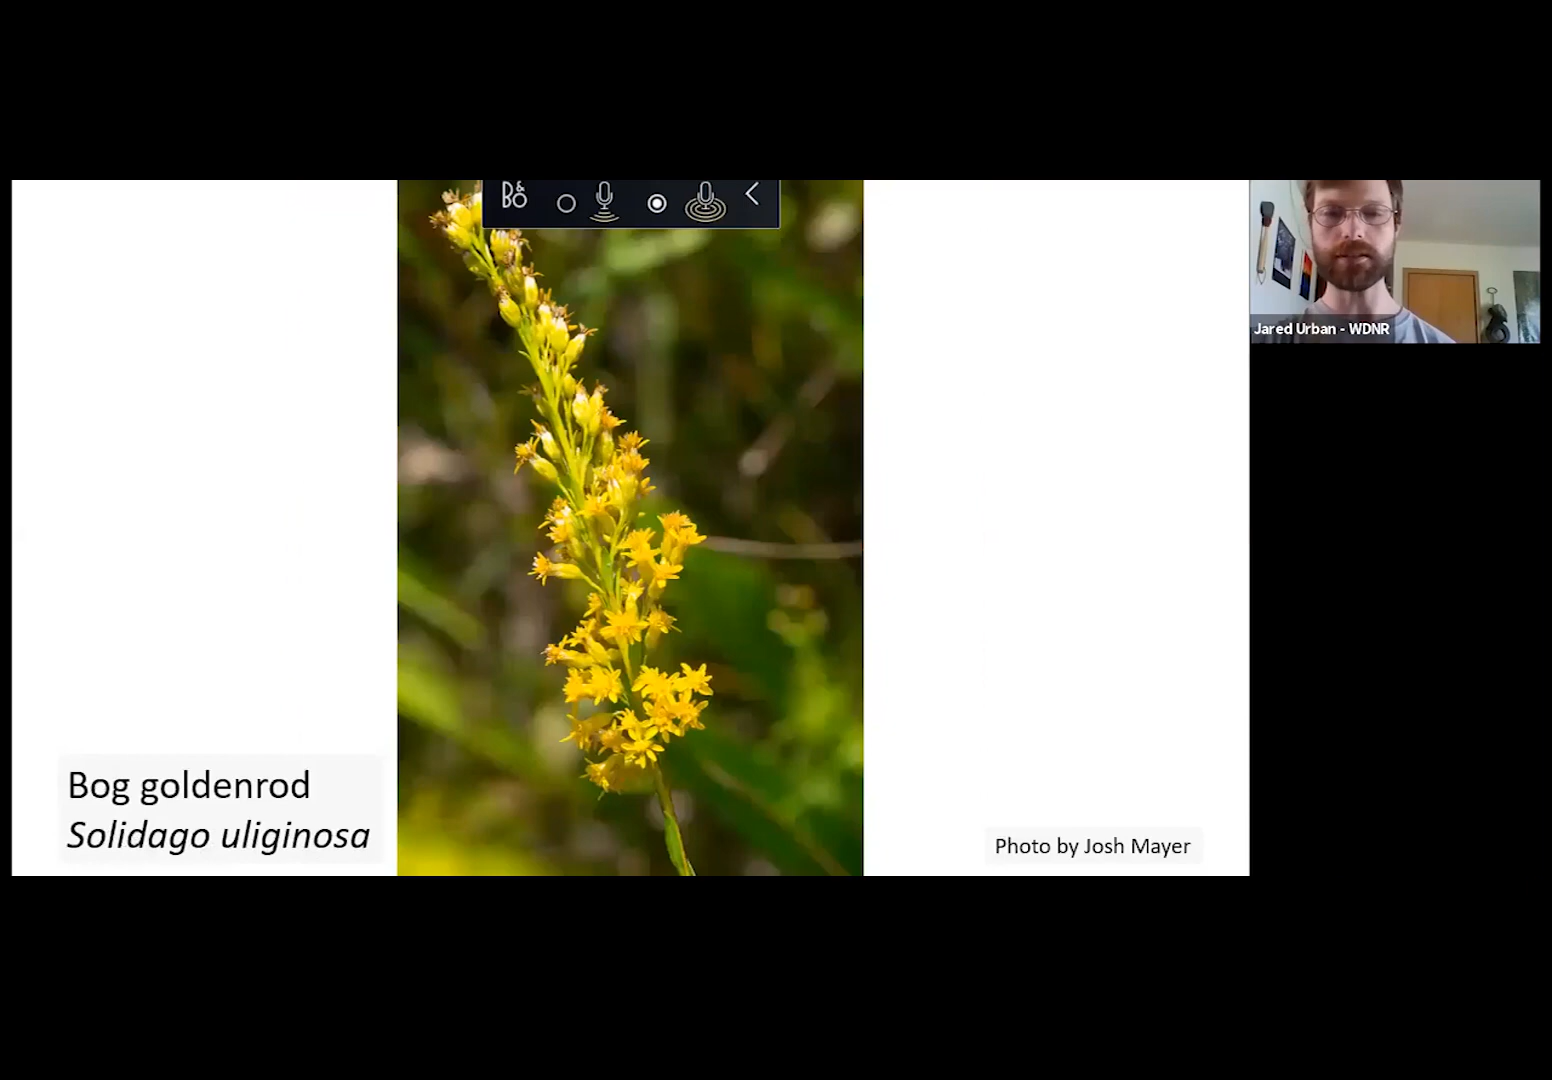 B&O
Jared Urban - WDNR
Bog goldenrod
Solidago uliginosa
Photo by Josh Mayer